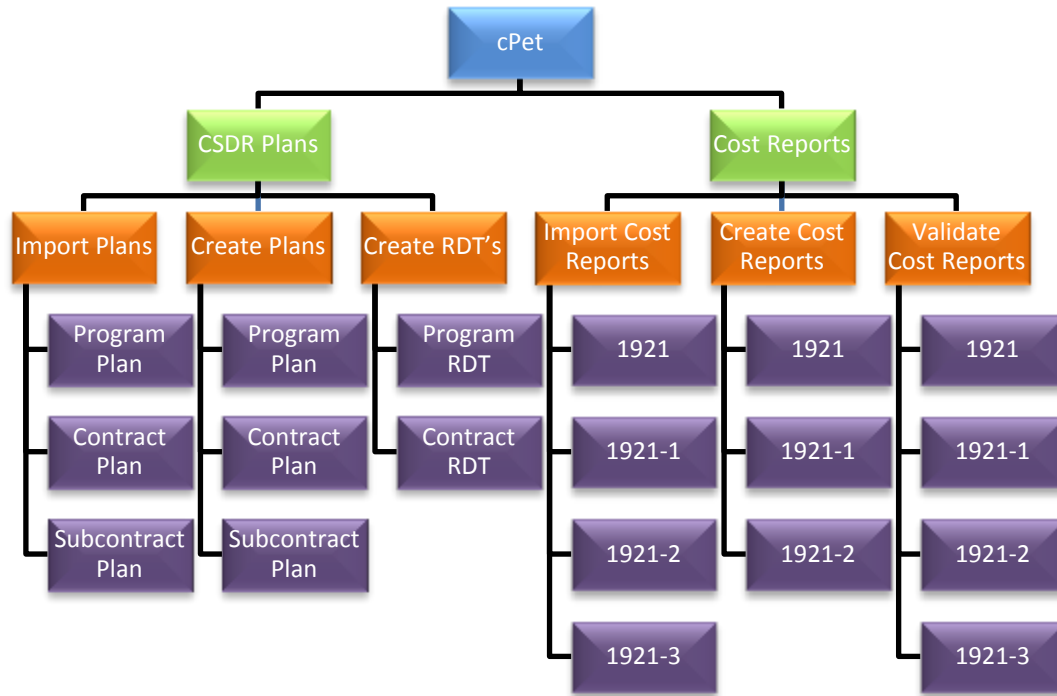 cPet
CSDR Plans
Cost Reports
Import Plans
Create Plans
Create RDT’s
Import Cost
Reports
Create Cost
Reports
Validate
Cost Reports
Program
Plan
Contract
Plan
Subcontract
Plan
Program
Plan
Contract
Plan
Subcontract
Plan
Program
RDT
Contract
RDT
1921
1921-1
1921-2
1921-3
1921
1921-1
1921-2
1921
1921-1
1921-2
1921-3